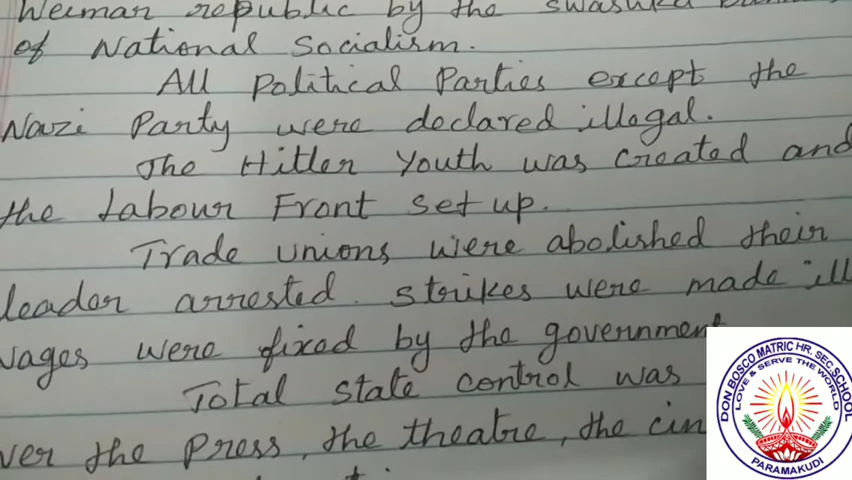 Weimar republic by the swastika
of National Socialism.
All Political Parties except the
Nazi Party were declared illegal.
The Hitler Youth was created and
the Labour Front set up.
Trade unions were abolished their
leader arrested. strikes were made ill
wages were fixed by the government
Total State control was
ver the Press, the theatre, the cin
DON BOSCO MATRIC HR. SEC. SCHOOL
LOVE & SERVE THE WORLD
PARAMAKUDI